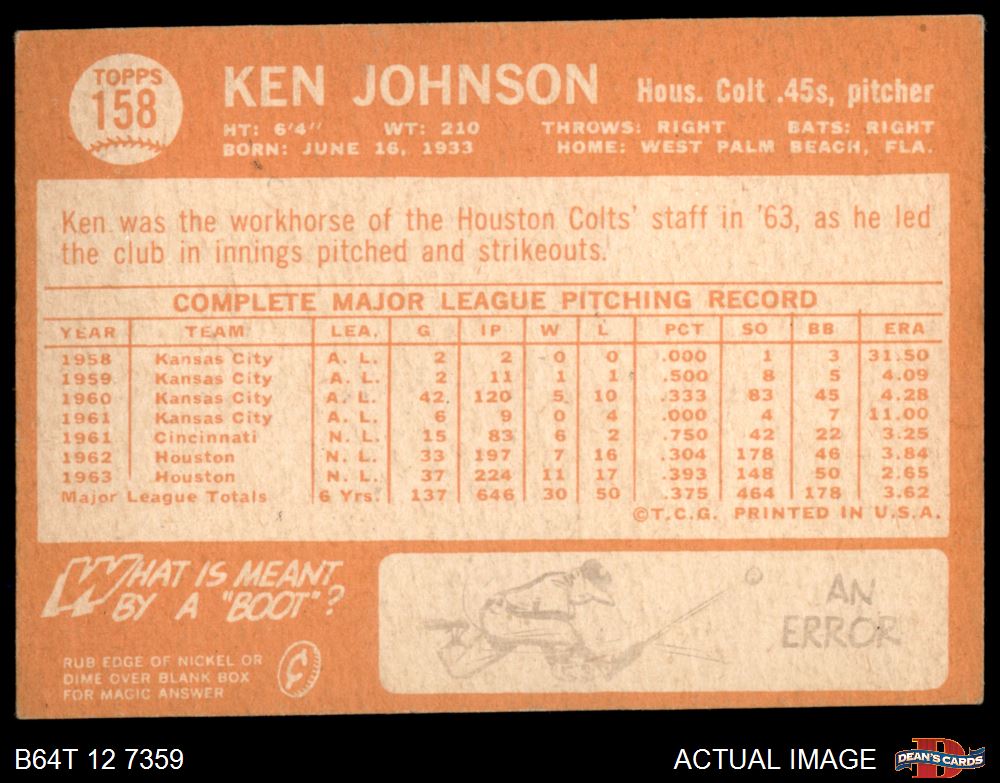 TOPPS
158
KEN JOHNSON Hous. Colt .45s, pitcher
HT: 6'4" WT: 210 THROWS: RIGHT BATS: RIGHT
BORN: JUNE 16, 1933 HOME: WEST PALM BEACH, FLA.
Ken was the workhorse of the Houston Colts' staff in '63, as he led
the club in innings pitched and strikeouts.
COMPLETE MAJOR LEAGUE PITCHING RECORD
YEAR TEAM LEA. G IP W L PCT SO BB ERA
1958 Kansas City A. L. 2 2 0 0 .000 1 3 31.50
1959 Kansas City A. L. 2 11 1 1 .500 8 5 4.09
1960 Kansas City A. L. 42 120 5 10 .333 83 45 4.28
1961 Kansas City A. L. 6 9 0 4 .000 4 7 11.00
1961 Cincinnati N. L. 15 83 6 2 .750 42 22 3.25
1962 Houston N. L. 33 197 7 16 .304 178 46 3.84
1963 Houston N. L. 37 224 11 17 .393 148 50 2.65
Major League Totals 6 Yrs. 137 646 30 50 .375 464 178 3.62
©T.C.G. PRINTED IN U.S.A.
WHAT IS MEANT
BY A "BOOT"?
RUB EDGE OF NICKEL OR
DIME OVER BLANK BOX
FOR MAGIC ANSWER
AN
ERROR
B64T 12 7359 ACTUAL IMAGE
D
DEAN'S CARDS